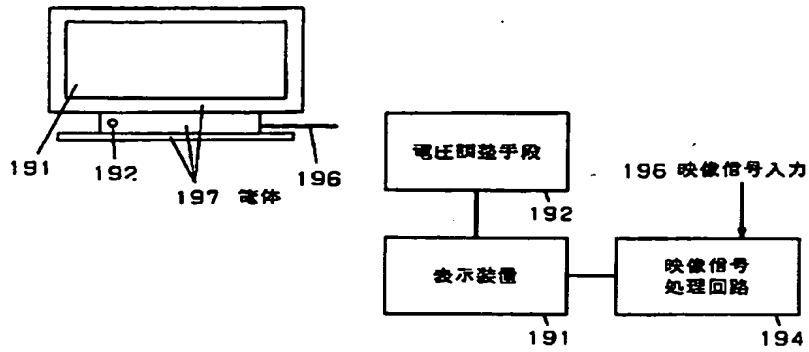 191
192
197 筐体
196
電圧調整手段
192
196 映像信号入力
表示装置
191
映像信号
処理回路
194